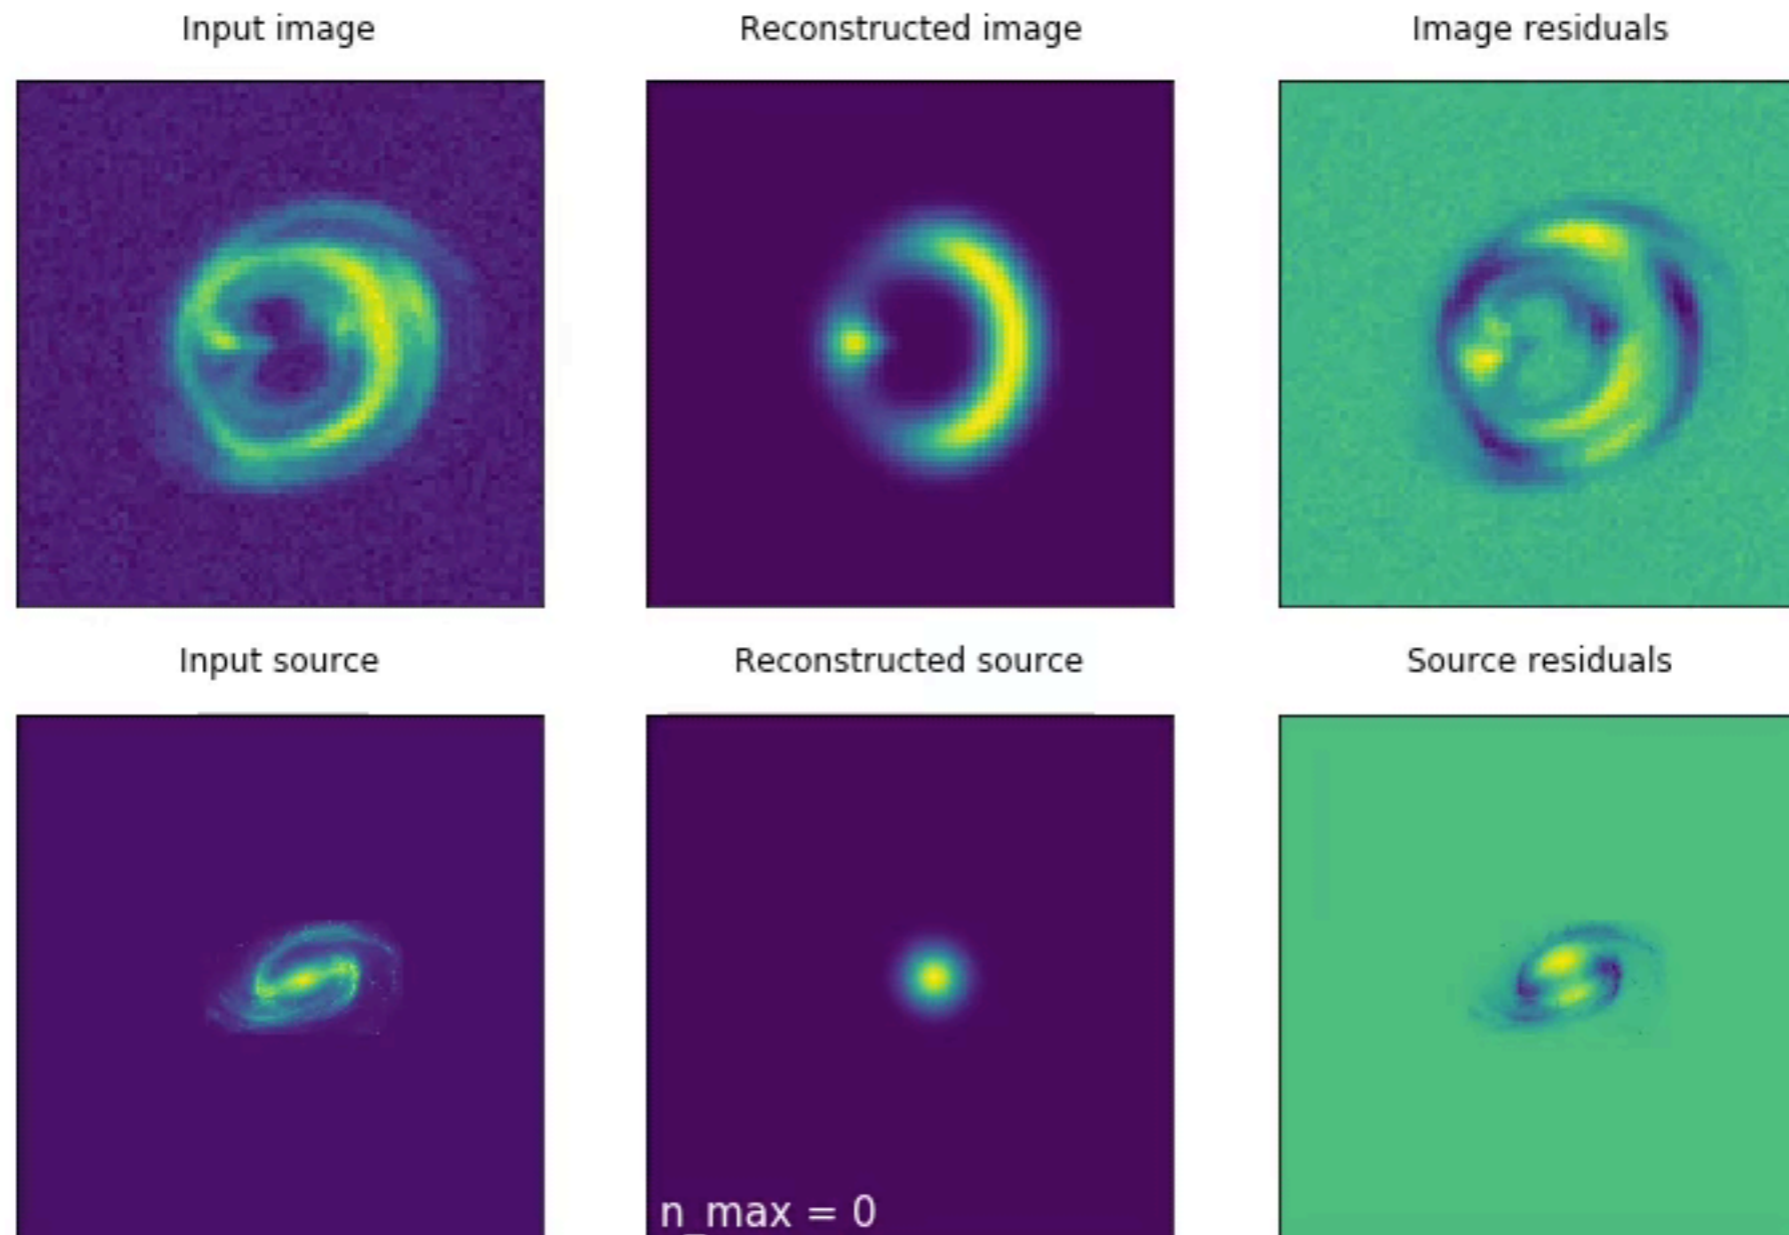 Input image
Reconstructed image
Image residuals
Input source
Reconstructed source
Source residuals
n_max = 0